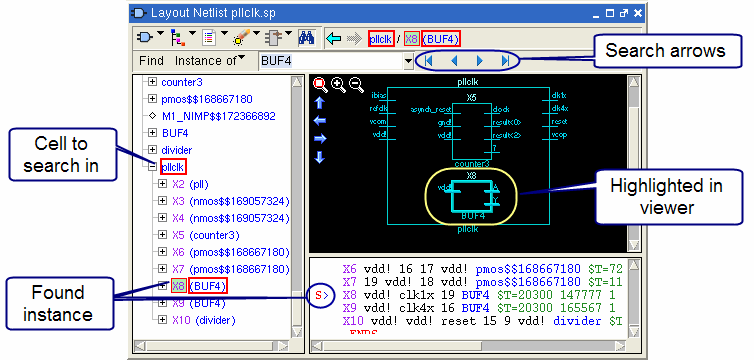 Layout Netlist pllclk.sp
pllclk / X8 (BUF4)
Find Instance of BUF4
Search arrows
counter3
pmos$$168667180
M1_NIMP$$172366892
BUF4
divider
pllclk
X2 (pll)
X3 (nmos$$169057324)
X4 (nmos$$169057324)
X5 (counter3)
X6 (pmos$$168667180)
X7 (pmos$$168667180)
X8 (BUF4)
X9 (BUF4)
X10 (divider)
Cell to
search in
Found
instance
pllclk
ibias
refclk
vcom
vdd!
X5
asynch_reset
gnd!
vdd!
clock
result<0>
result<2>
7
counter3
clk1x
clk4x
reset
vcop
X8
vdd!
A
Y
BUF4
pllclk
Highlighted in
viewer
X6 vdd! 16 17 vdd! pmos$$168667180 $T=72
X7 19 vdd! 18 vdd! pmos$$168667180 $T=11
S> X8 vdd! clk1x 19 BUF4 $T=20300 147777 1
X9 vdd! clk4x 16 BUF4 $T=20300 165567 1
X10 vdd! vdd! reset 15 9 vdd! divider $T
.ENDS